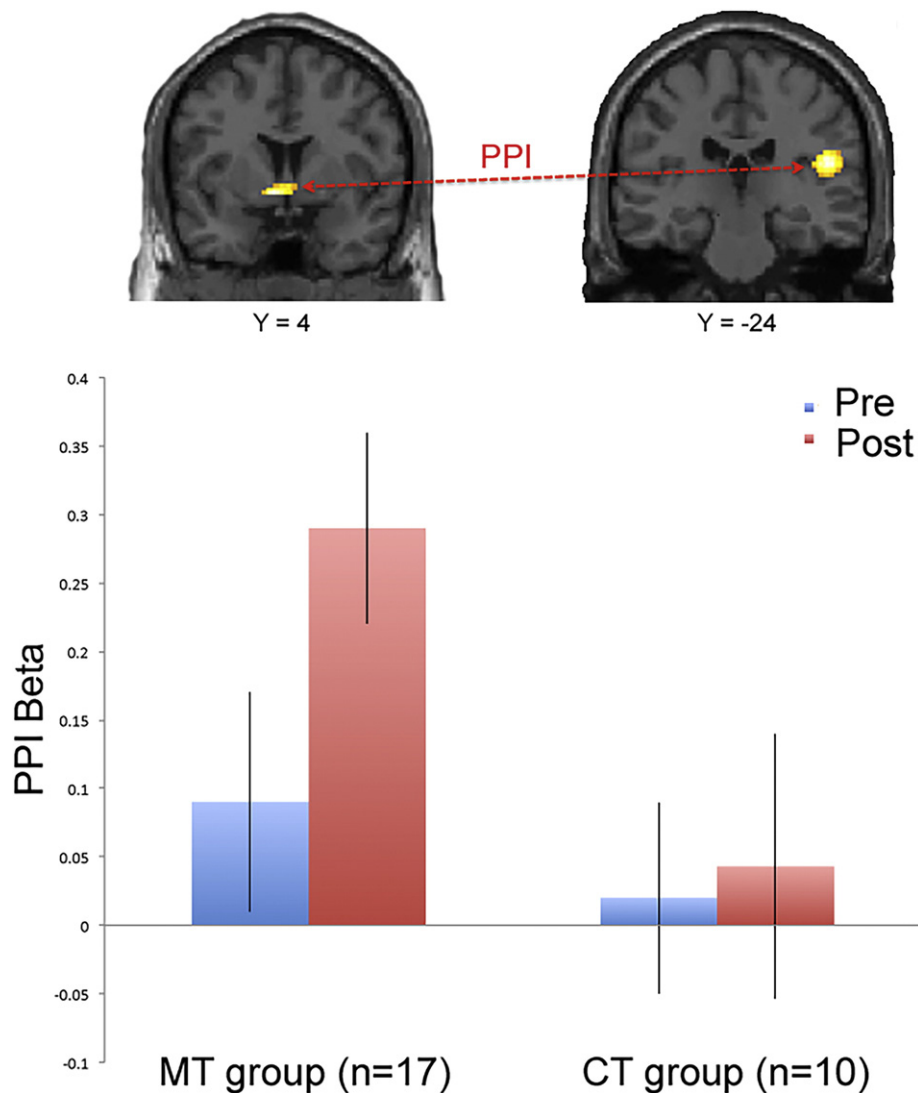 PPI
Y = 4
Y = -24
0.4
0.35
0.3
0.25
0.2
0.15
0.1
0.05
0
-0.05
-0.1
PPI Beta
Pre
Post
MT group (n=17)
CT group (n=10)